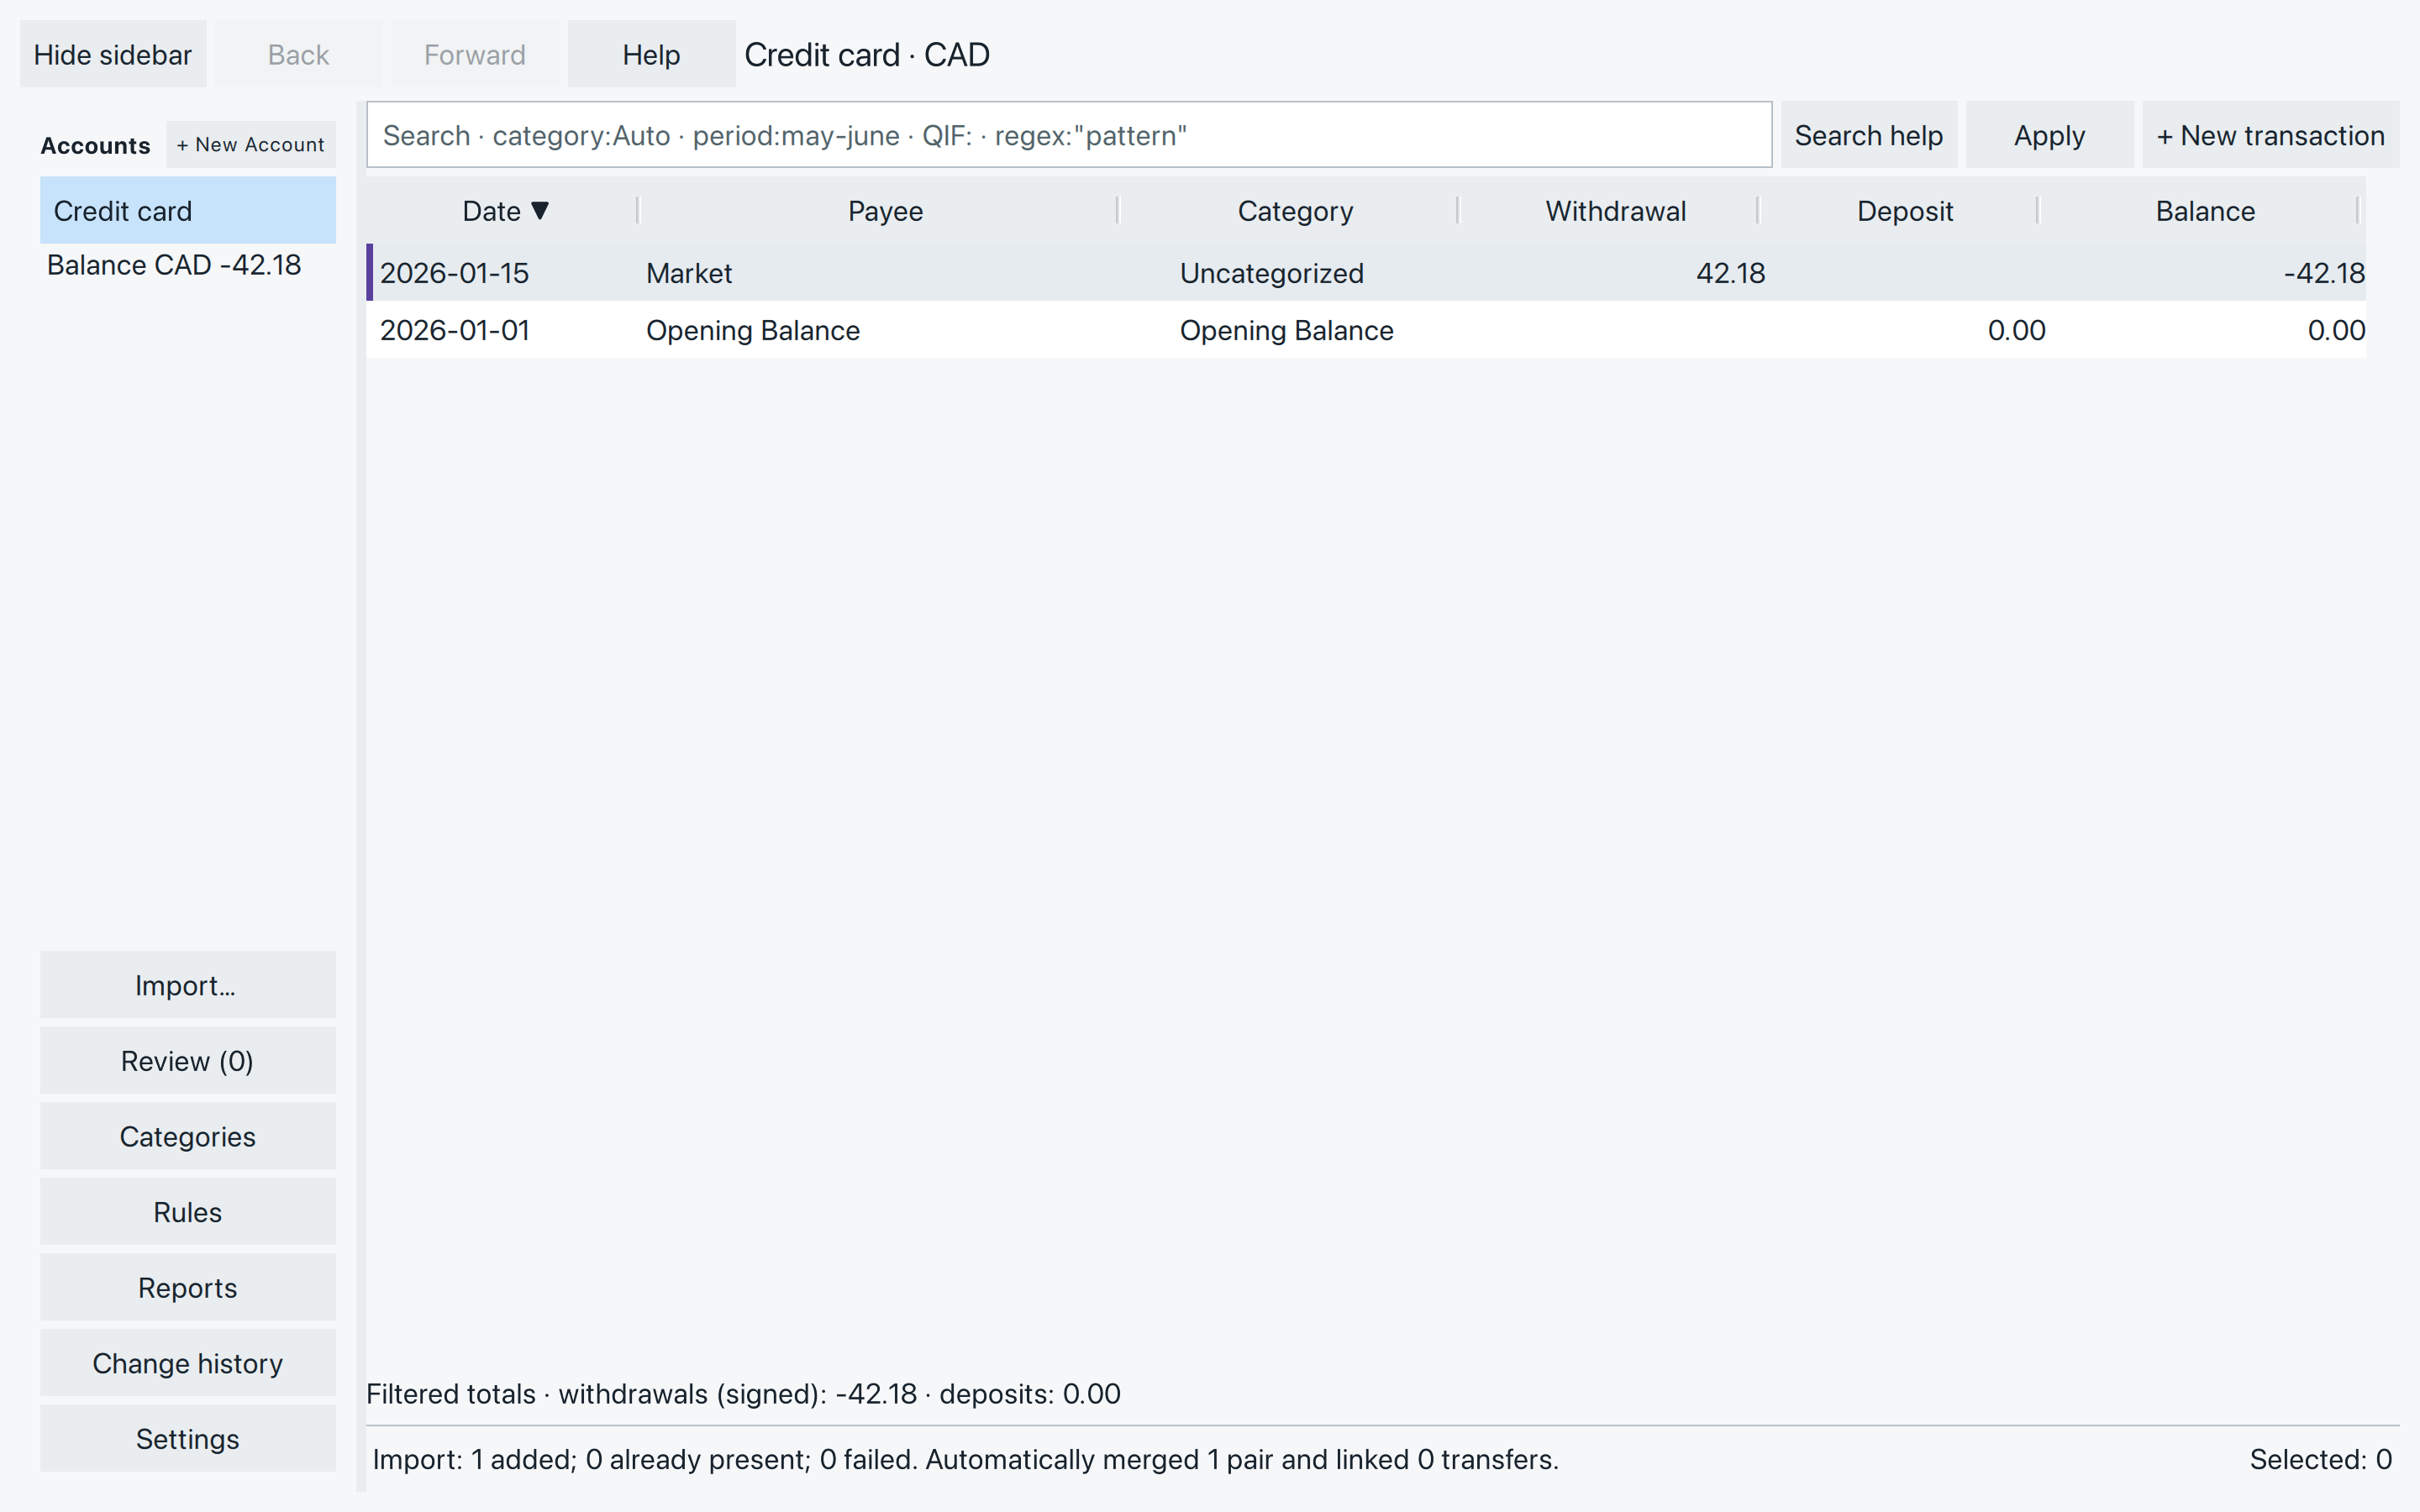 Hide sidebar Back Forward Help Credit card · CAD
Accounts + New Account
Search · category:Auto · period:may-june · QIF: · regex:"pattern" Search help Apply + New transaction
Credit card
Balance CAD -42.18
Date ▼ Payee Category Withdrawal Deposit Balance
2026-01-15 Market Uncategorized 42.18 -42.18
2026-01-01 Opening Balance Opening Balance 0.00 0.00
Import...
Review (0)
Categories
Rules
Reports
Change history
Settings
Filtered totals · withdrawals (signed): -42.18 · deposits: 0.00
Import: 1 added; 0 already present; 0 failed. Automatically merged 1 pair and linked 0 transfers. Selected: 0